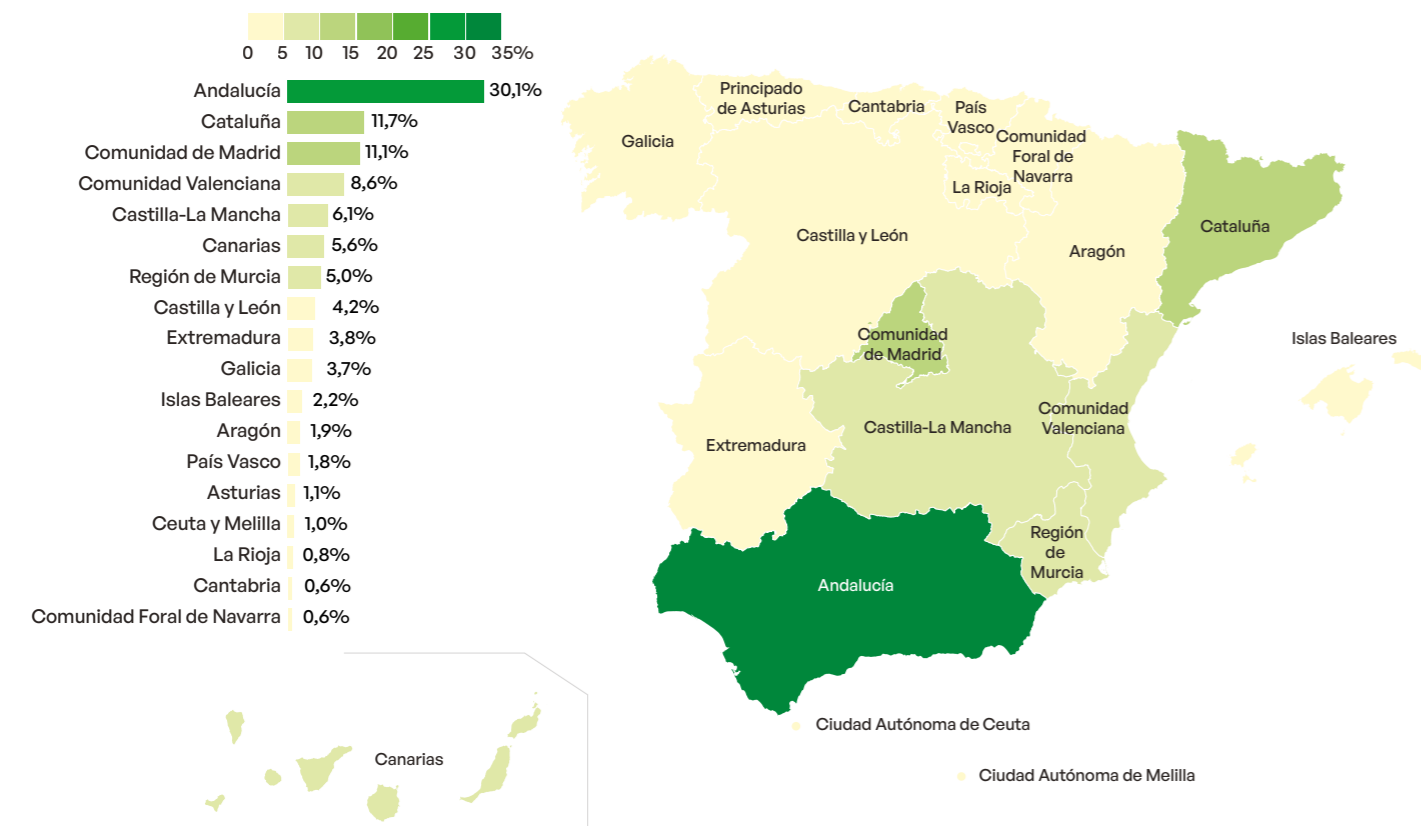 0 5 10 15 20 25 30 35%
Andalucía 30,1%
Cataluña 11,7%
Comunidad de Madrid 11,1%
Comunidad Valenciana 8,6%
Castilla-La Mancha 6,1%
Canarias 5,6%
Región de Murcia 5,0%
Castilla y León 4,2%
Extremadura 3,8%
Galicia 3,7%
Islas Baleares 2,2%
Aragón 1,9%
País Vasco 1,8%
Asturias 1,1%
Ceuta y Melilla 1,0%
La Rioja 0,8%
Cantabria 0,6%
Comunidad Foral de Navarra 0,6%
Galicia
Principado
de Asturias
Cantabria
País
Vasco
Comunidad
Foral de
Navarra
La Rioja
Castilla y León
Aragón
Cataluña
Comunidad
de Madrid
Islas Baleares
Extremadura
Castilla-La Mancha
Comunidad
Valenciana
Región
de
Murcia
Andalucía
Ciudad Autónoma de Ceuta
Canarias
Ciudad Autónoma de Melilla